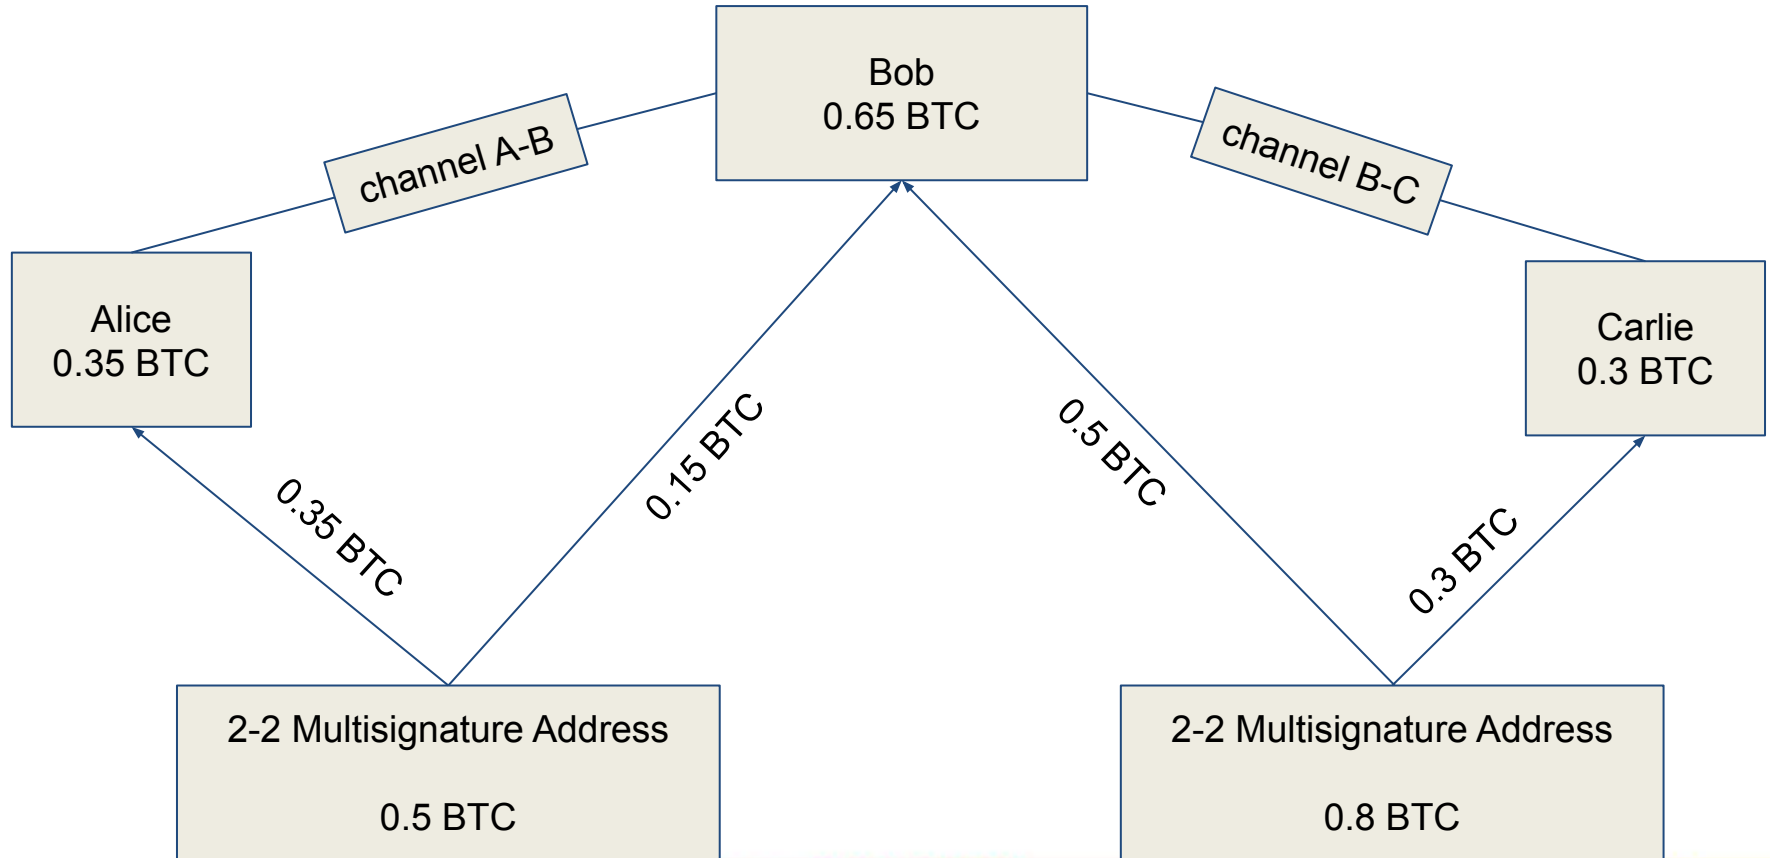 Bob
0.65 BTC
channel A-B
channel B-C
Alice
0.35 BTC
Carlie
0.3 BTC
0.35 BTC
0.15 BTC
0.5 BTC
0.3 BTC
2-2 Multisignature Address
0.5 BTC
2-2 Multisignature Address
0.8 BTC